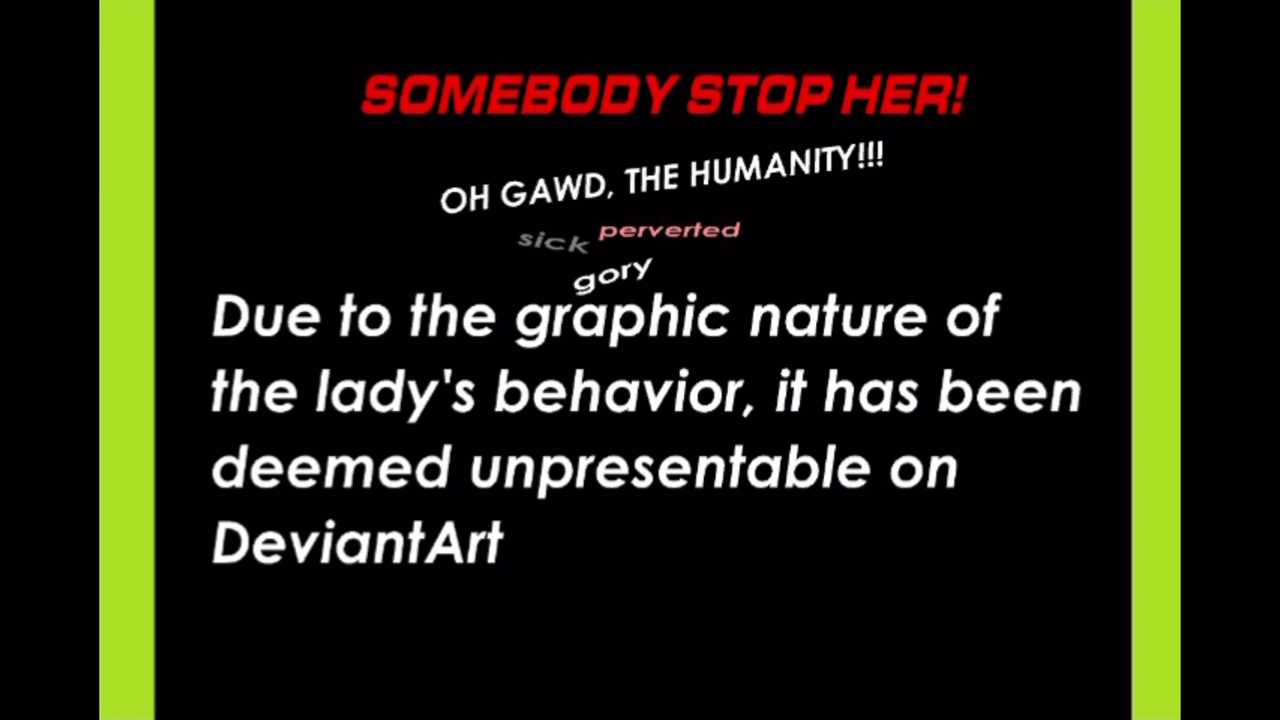 SOMEBODY STOP HER!
OH GAWD, THE HUMANITY!!!
sick perverted
gory
Due to the graphic nature of
the lady's behavior, it has been
deemed unpresentable on
DeviantArt